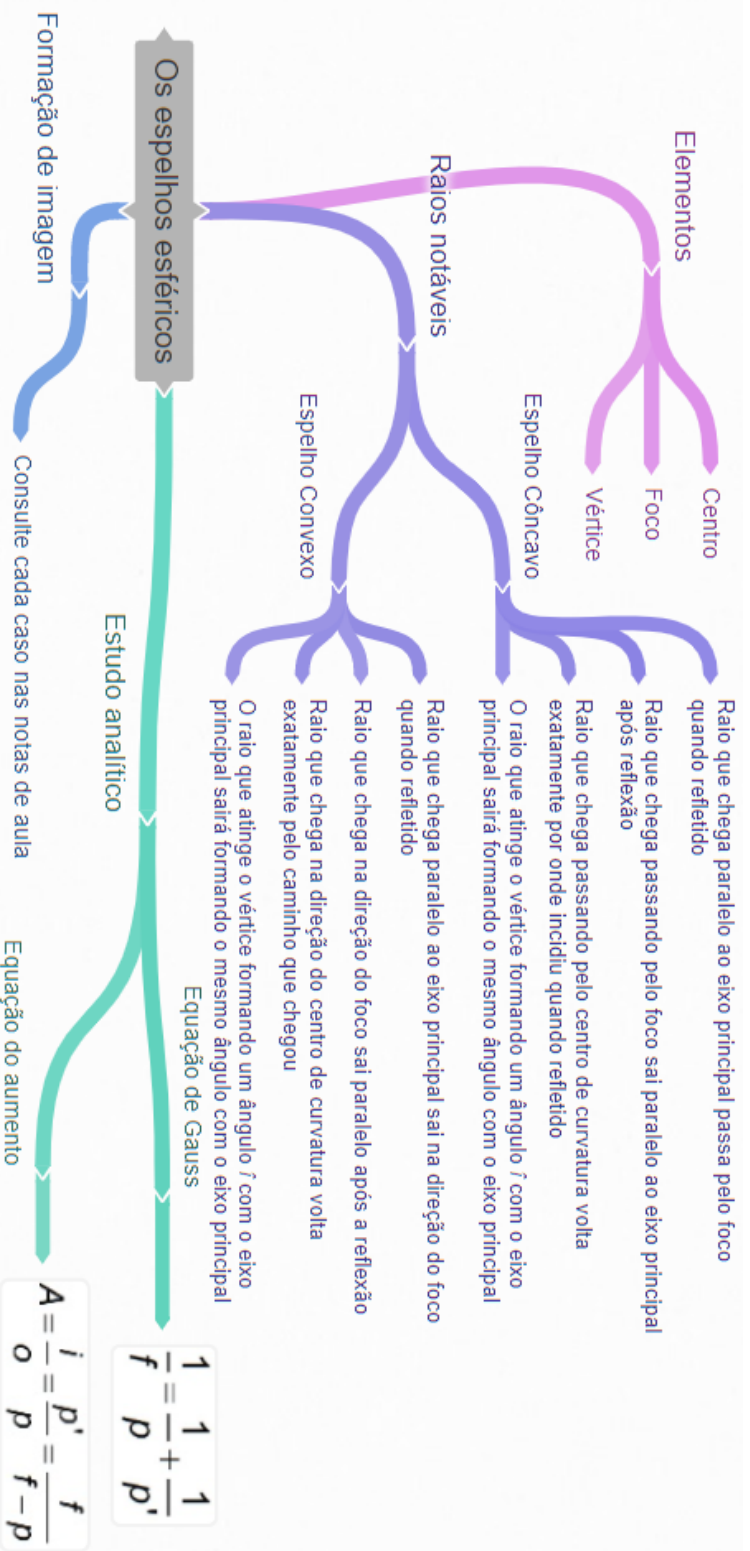 Os espelhos esféricos
Elementos
Centro
Foco
Vértice
Raios notáveis
Espelho Côncavo
Raio que chega paralelo ao eixo principal passa pelo foco
quando refletido
Raio que chega passando pelo foco sai paralelo ao eixo principal
após reflexão
Raio que chega passando pelo centro de curvatura volta
exatamente por onde incidiu quando refletido
O raio que atinge o vértice formando um ângulo î com o eixo
principal sairá formando o mesmo ângulo com o eixo principal
Espelho Convexo
Raio que chega paralelo ao eixo principal sai na direção do foco
quando refletido
Raio que chega na direção do foco sai paralelo após a reflexão
Raio que chega na direção do centro de curvatura volta
exatamente pelo caminho que chegou
O raio que atinge o vértice formando um ângulo î com o eixo
principal sairá formando o mesmo ângulo com o eixo principal
Estudo analítico
Equação de Gauss
1/f = 1/p + 1/p'
Equação do aumento
A = i/o = p'/p = f/f-p
Formação de imagem
Consulte cada caso nas notas de aula